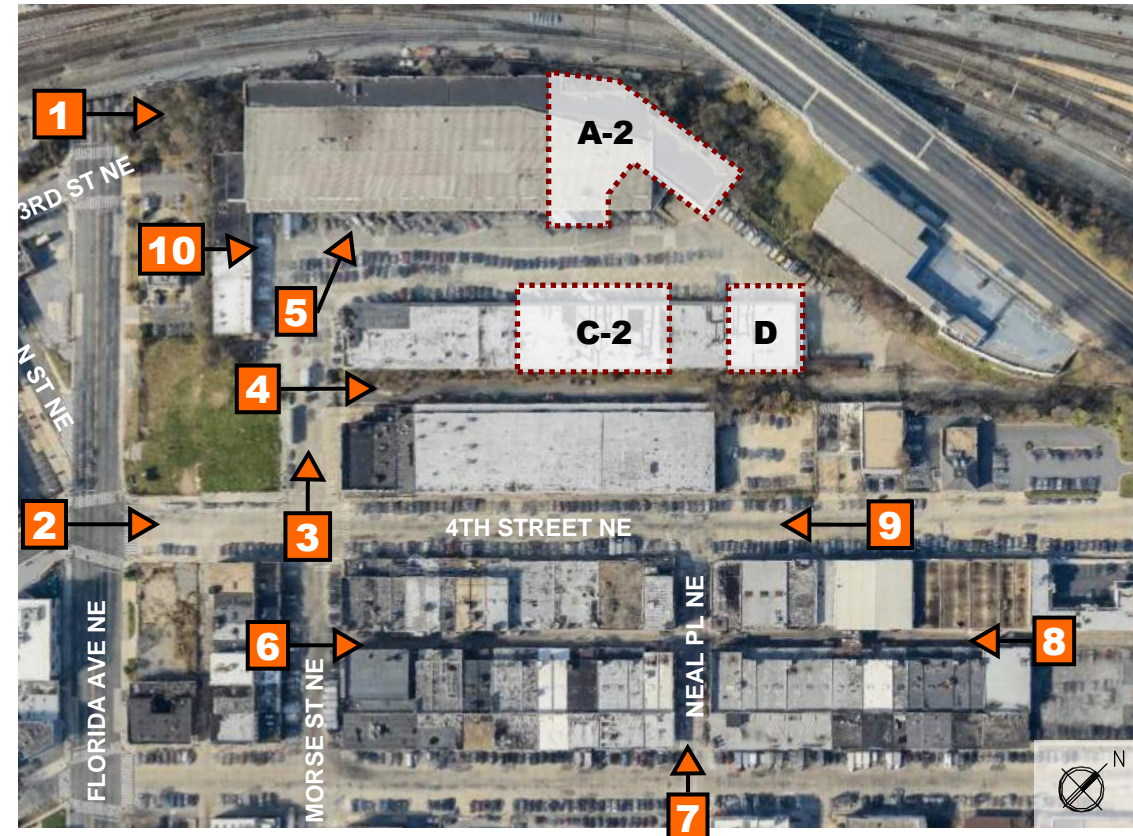 1
A-2
3RD ST NE
10
5
C-2
D
N ST NE
4
2
3
4TH STREET NE
9
6
8
FLORIDA AVE NE
MORSE ST NE
NEAL PL NE
N
7